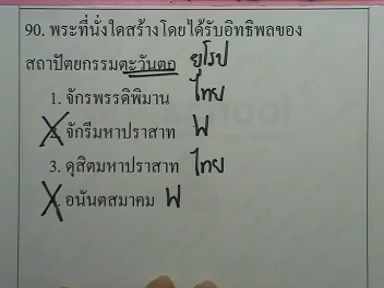 90. พระที่นั่งใดสร้างโดยได้รับอิทธิพลของ
สถาปัตยกรรมตะวันตก ยุโรป
1. จักรพรรดิพิมาน ไทย
2. จักรีมหาปราสาท ฟ
3. ดุสิตมหาปราสาท ไทย
4. อนันตสมาคม ฟ